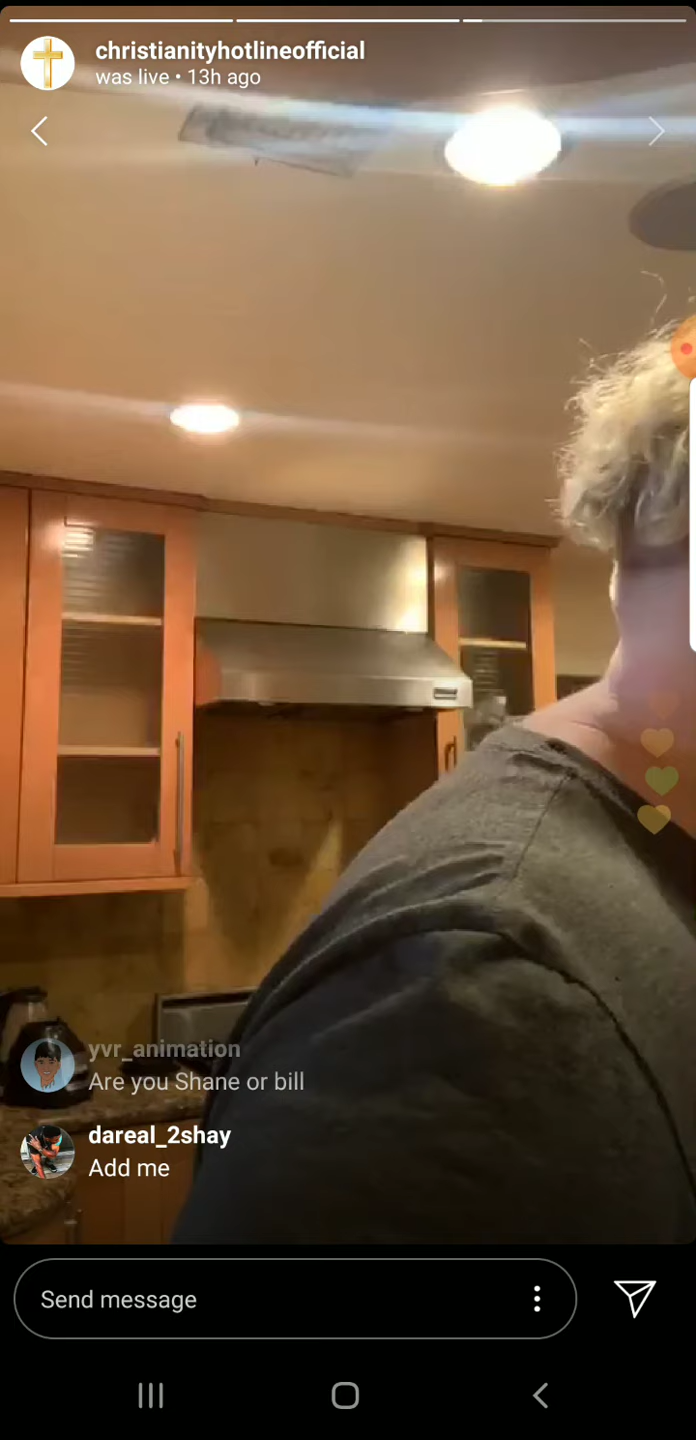 christianityhotlineofficial
was live • 13h ago
yvr_animation
Are you Shane or bill
dareal_2shay
Add me
Send message